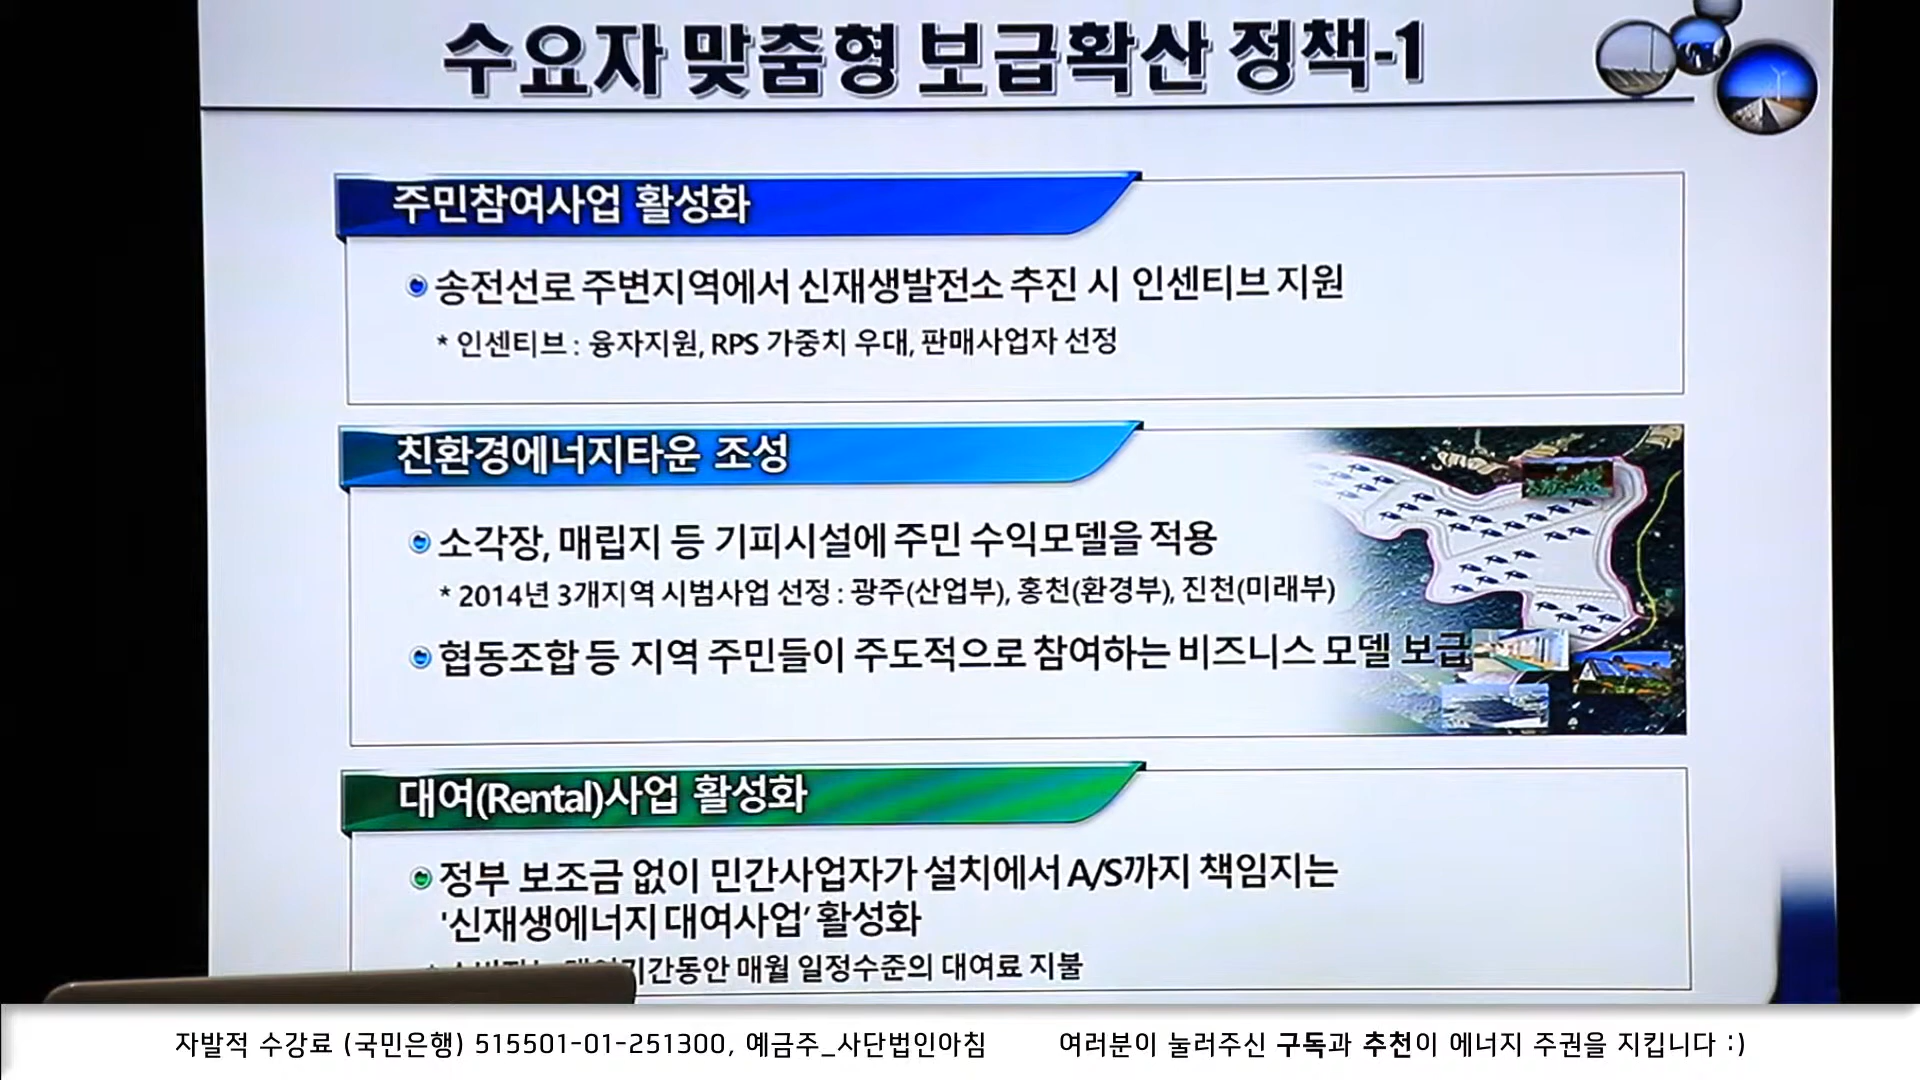 수요자 맞춤형 보급확산 정책-1
주민참여사업 활성화
송전선로 주변지역에서 신재생발전소 추진 시 인센티브 지원
* 인센티브 : 융자지원, RPS 가중치 우대, 판매사업자 선정
친환경에너지타운 조성
소각장, 매립지 등 기피시설에 주민 수익모델을 적용
* 2014년 3개지역 시범사업 선정 : 광주(산업부), 홍천(환경부), 진천(미래부)
협동조합 등 지역 주민들이 주도적으로 참여하는 비즈니스 모델 보급
대여(Rental)사업 활성화
정부 보조금 없이 민간사업자가 설치에서 A/S까지 책임지는
'신재생에너지 대여사업' 활성화
매월 일정수준의 대여료 지불
자발적 수강료 (국민은행) 515501-01-251300, 예금주_사단법인아침
여러분이 눌러주신 구독과 추천이 에너지 주권을 지킵니다 :)